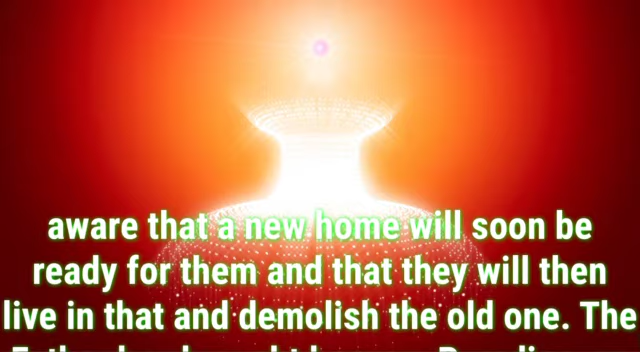 aware that a new home will soon be
ready for them and that they will then
live in that and demolish the old one. The